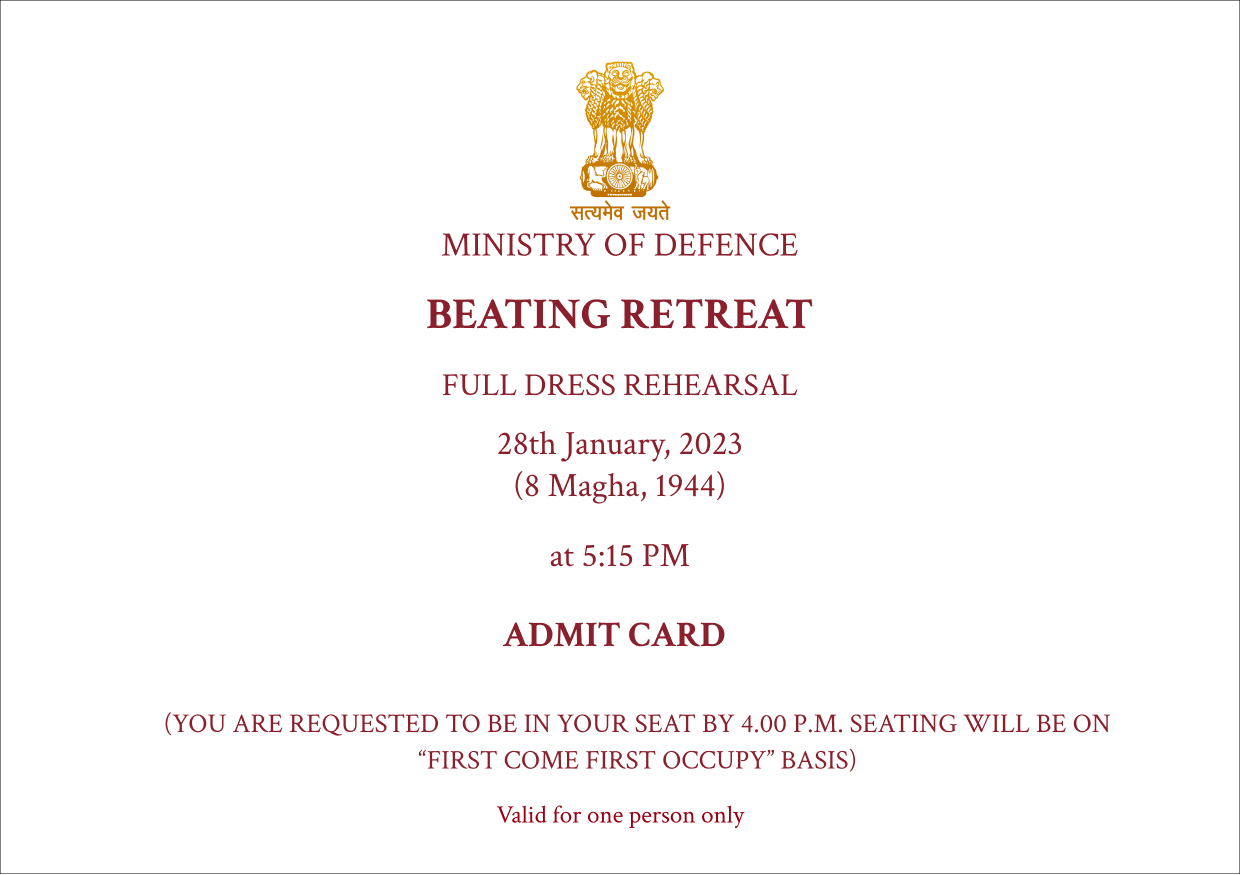 सत्यमेव जयते
MINISTRY OF DEFENCE
BEATING RETREAT
FULL DRESS REHEARSAL
28th January, 2023
(8 Magha, 1944)
at 5:15 PM
ADMIT CARD
(YOU ARE REQUESTED TO BE IN YOUR SEAT BY 4.00 P.M. SEATING WILL BE ON
“FIRST COME FIRST OCCUPY” BASIS)
Valid for one person only